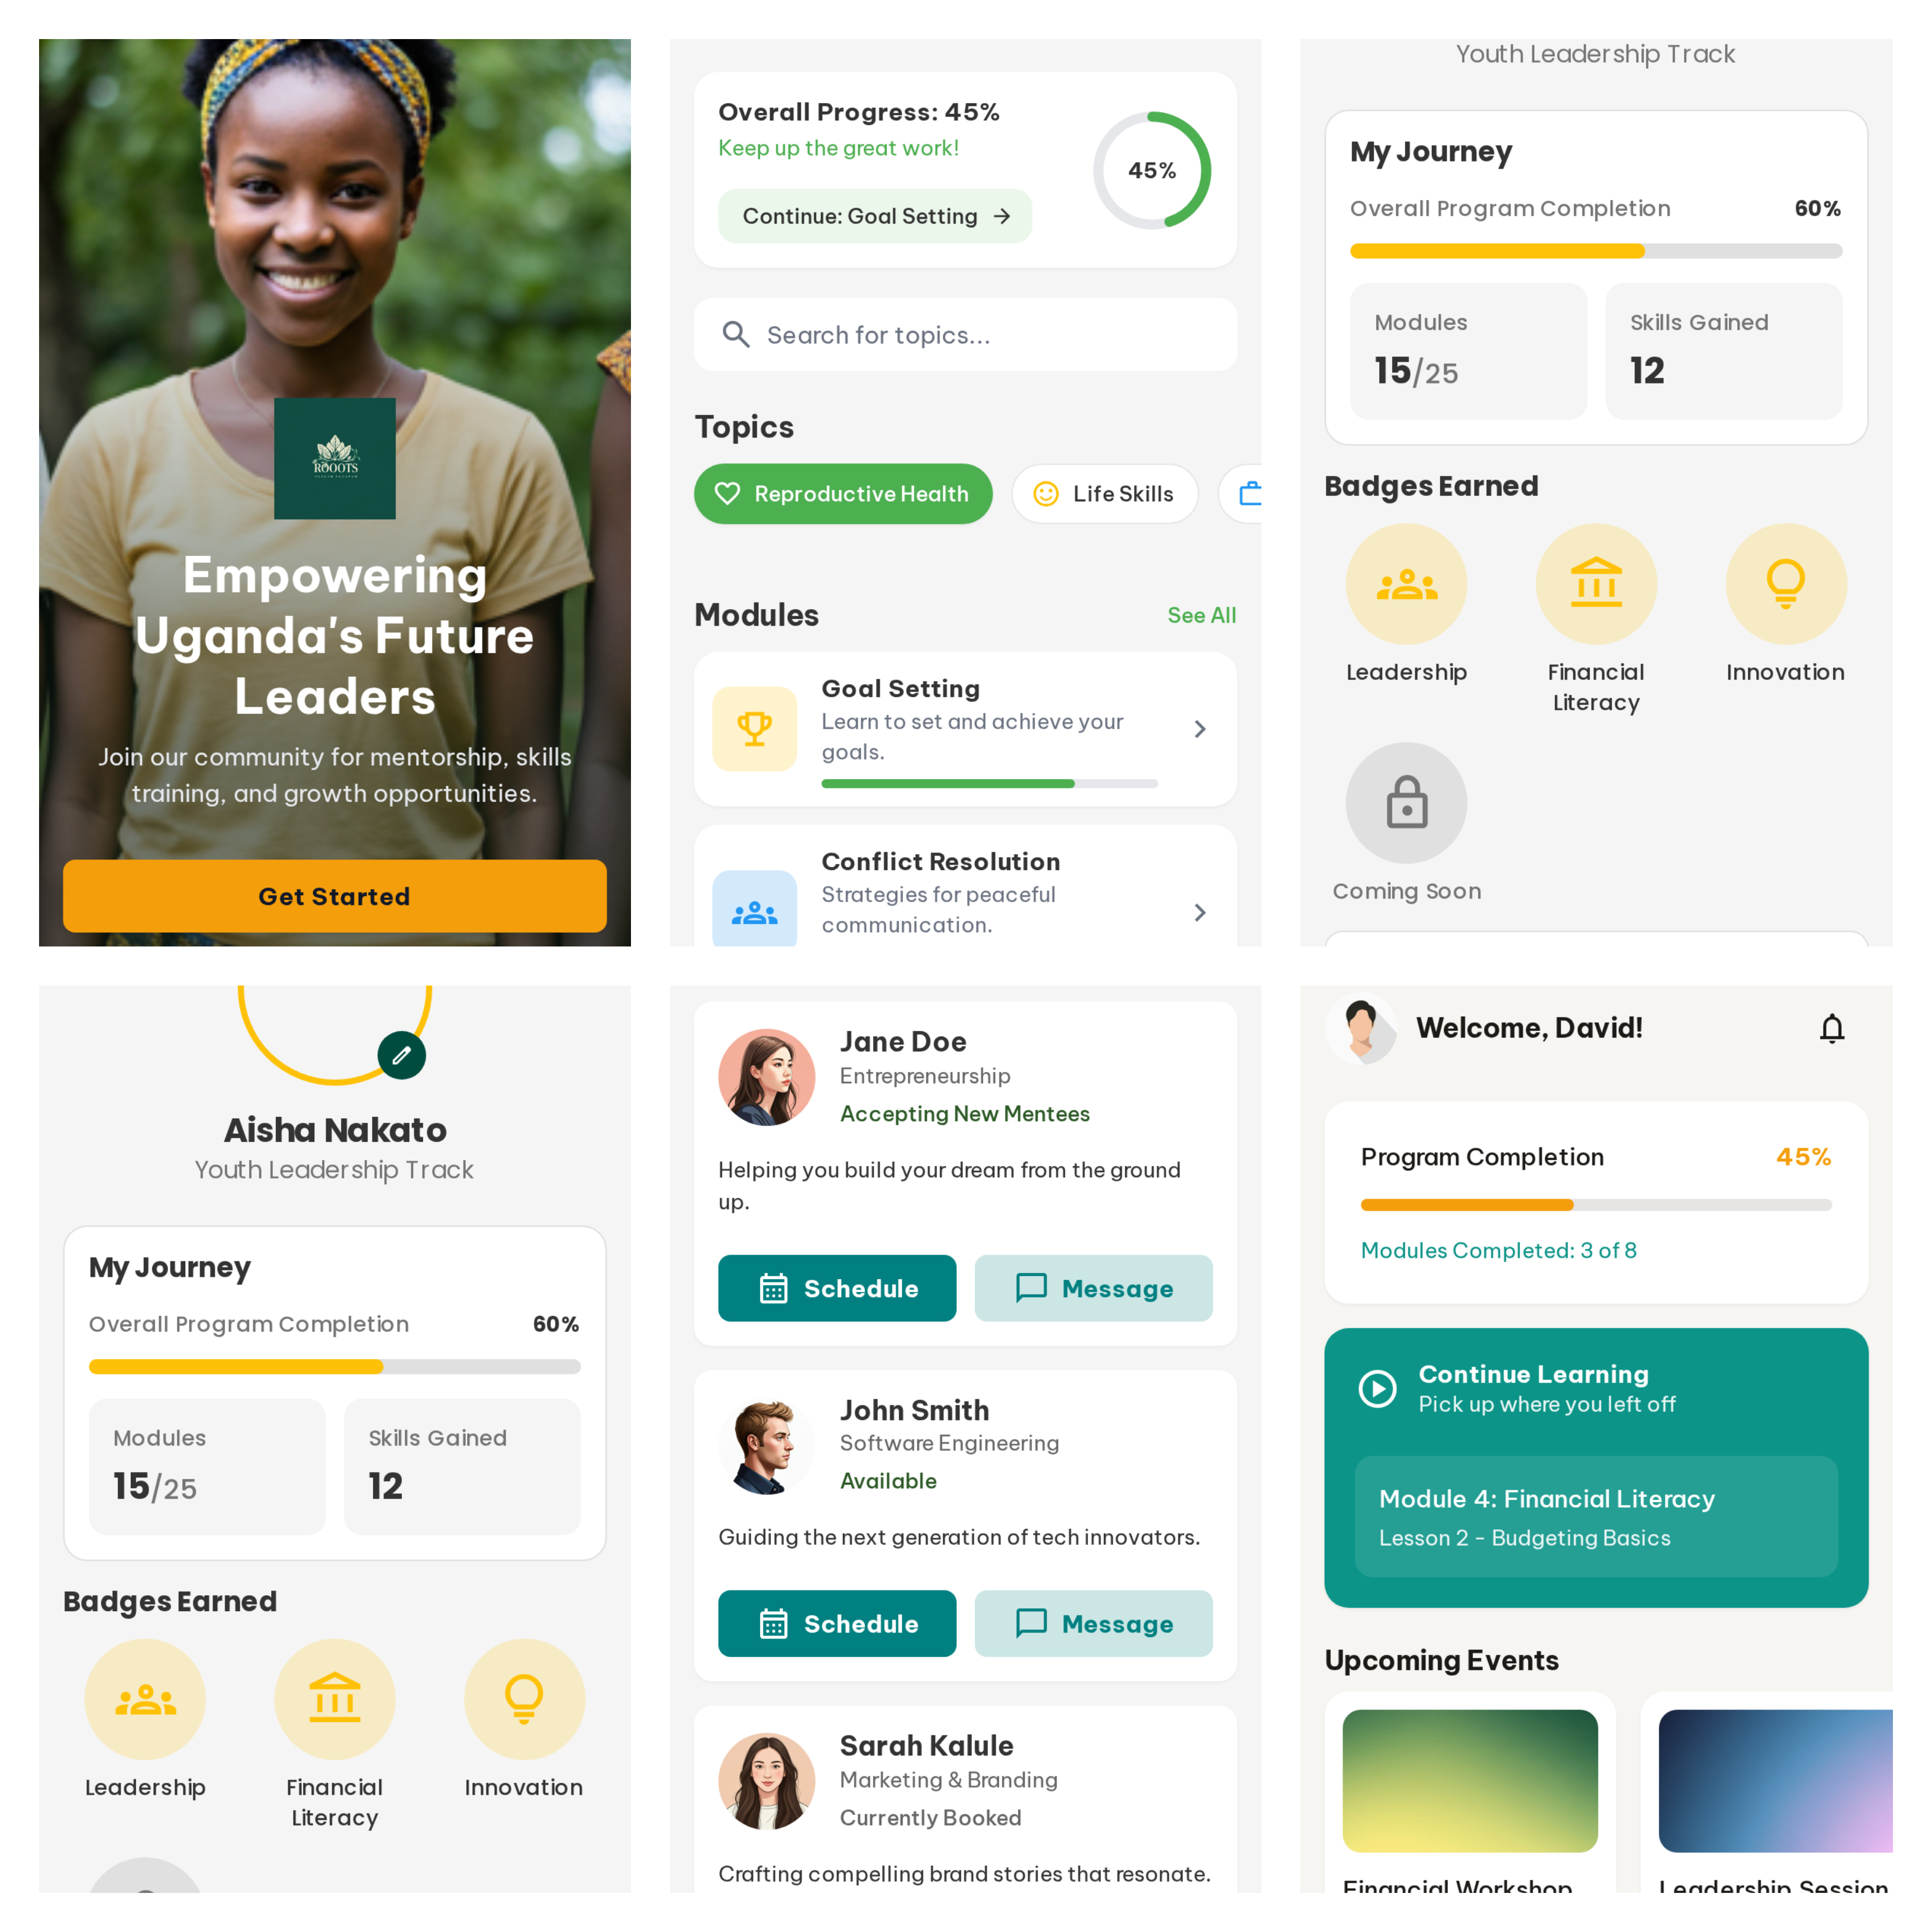 ROOOTS
Empowering
Uganda's Future
Leaders
Join our community for mentorship, skills
training, and growth opportunities.
Get Started
Overall Progress: 45%
Keep up the great work!
Continue: Goal Setting
45%
Search for topics...
Topics
Reproductive Health
Life Skills
Modules
See All
Goal Setting
Learn to set and achieve your
goals.
Conflict Resolution
Strategies for peaceful
communication.
Youth Leadership Track
My Journey
Overall Program Completion 60%
Modules
15/25
Skills Gained
12
Badges Earned
Leadership
Financial
Literacy
Innovation
Coming Soon
Aisha Nakato
Youth Leadership Track
My Journey
Overall Program Completion 60%
Modules
15/25
Skills Gained
12
Badges Earned
Leadership
Financial
Literacy
Innovation
Jane Doe
Entrepreneurship
Accepting New Mentees
Helping you build your dream from the ground
up.
Schedule
Message
John Smith
Software Engineering
Available
Guiding the next generation of tech innovators.
Schedule
Message
Sarah Kalule
Marketing & Branding
Currently Booked
Crafting compelling brand stories that resonate.
Welcome, David!
Program Completion 45%
Modules Completed: 3 of 8
Continue Learning
Pick up where you left off
Module 4: Financial Literacy
Lesson 2 - Budgeting Basics
Upcoming Events
Financial Workshop
Leadership Session